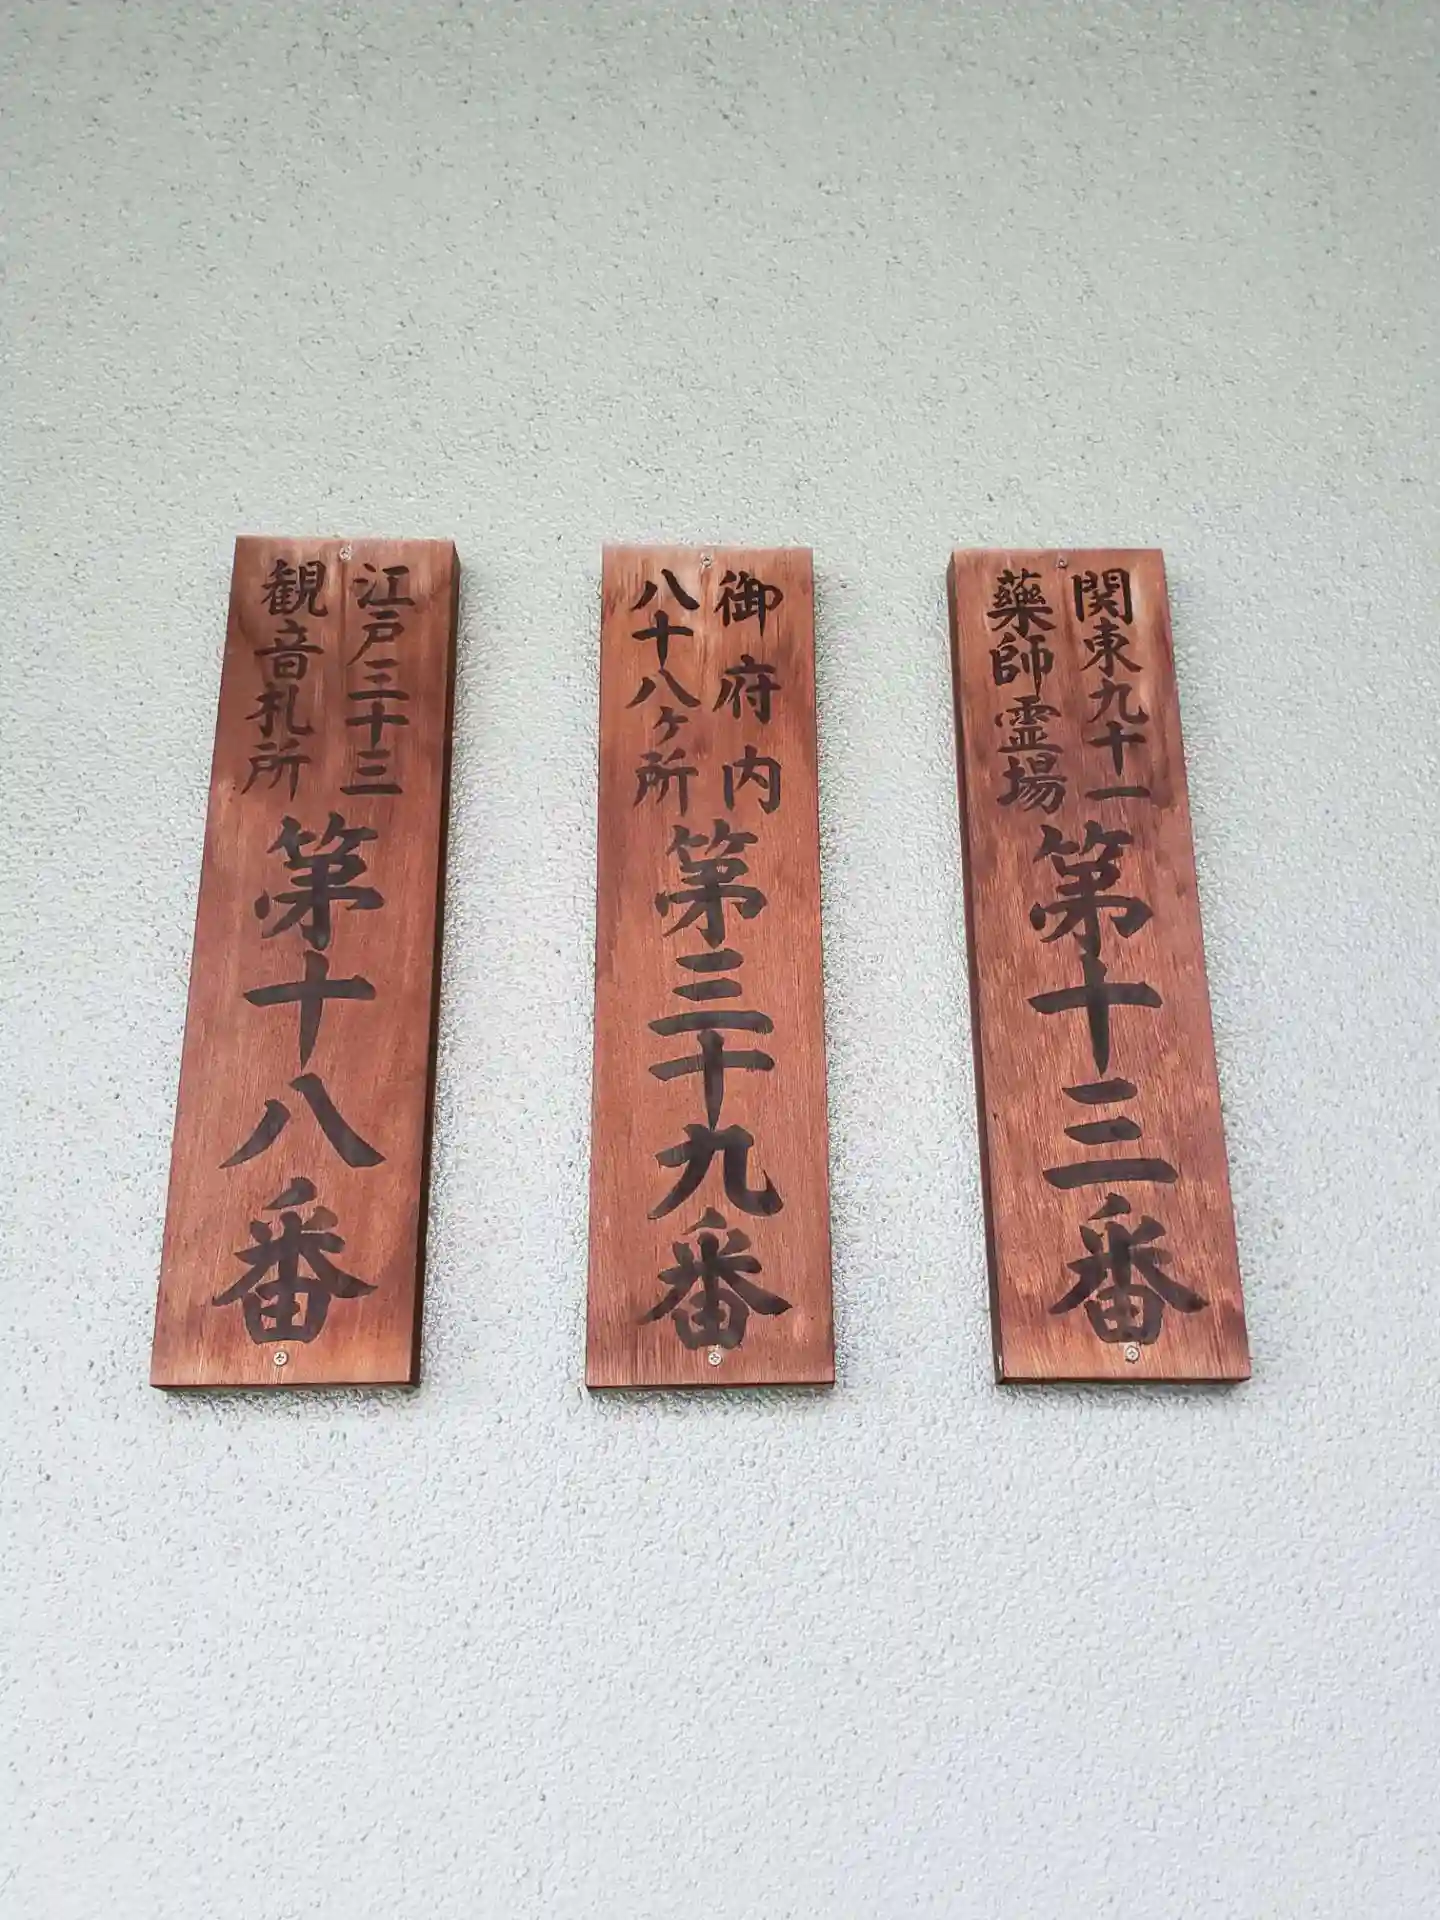 関東九十一
薬師霊場
第十三番
御府内
八十八ヶ所
第三十九番
江戸三十三
観音札所
第十八番